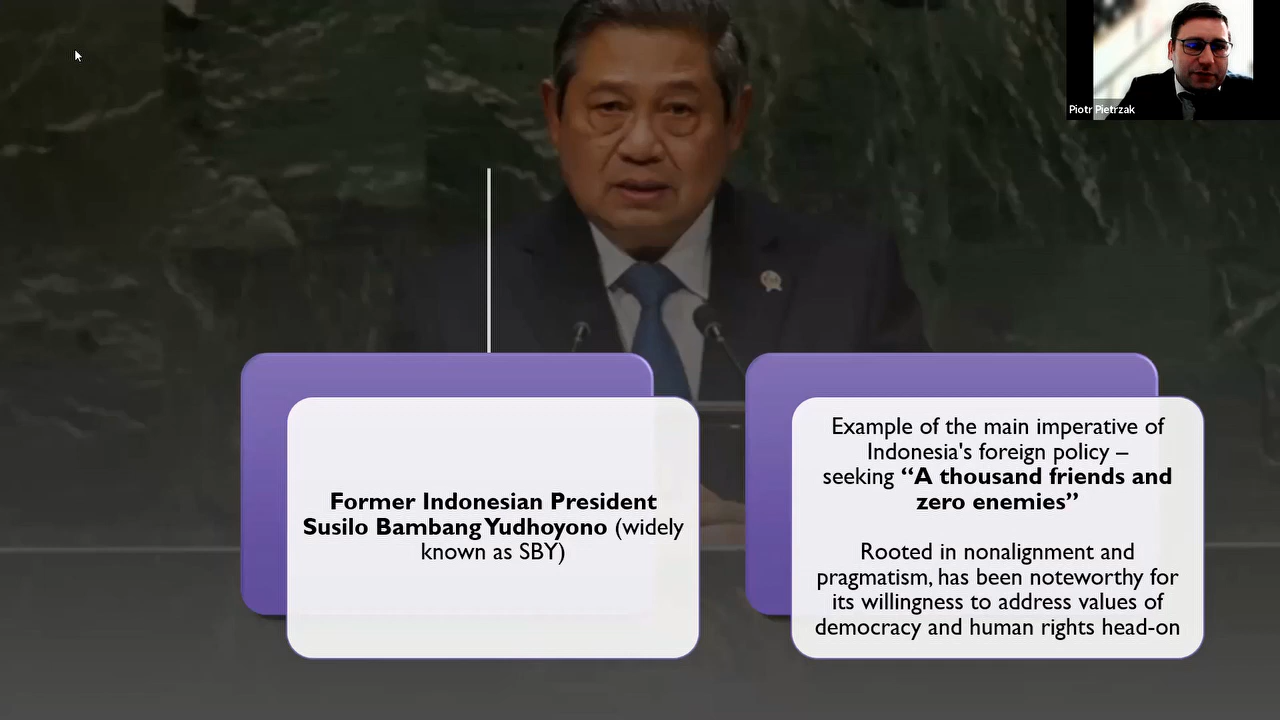 Piotr Pietrzak
Former Indonesian President
Susilo Bambang Yudhoyono (widely
known as SBY)
Example of the main imperative of
Indonesia's foreign policy –
seeking “A thousand friends and
zero enemies”
Rooted in nonalignment and
pragmatism, has been noteworthy for
its willingness to address values of
democracy and human rights head-on